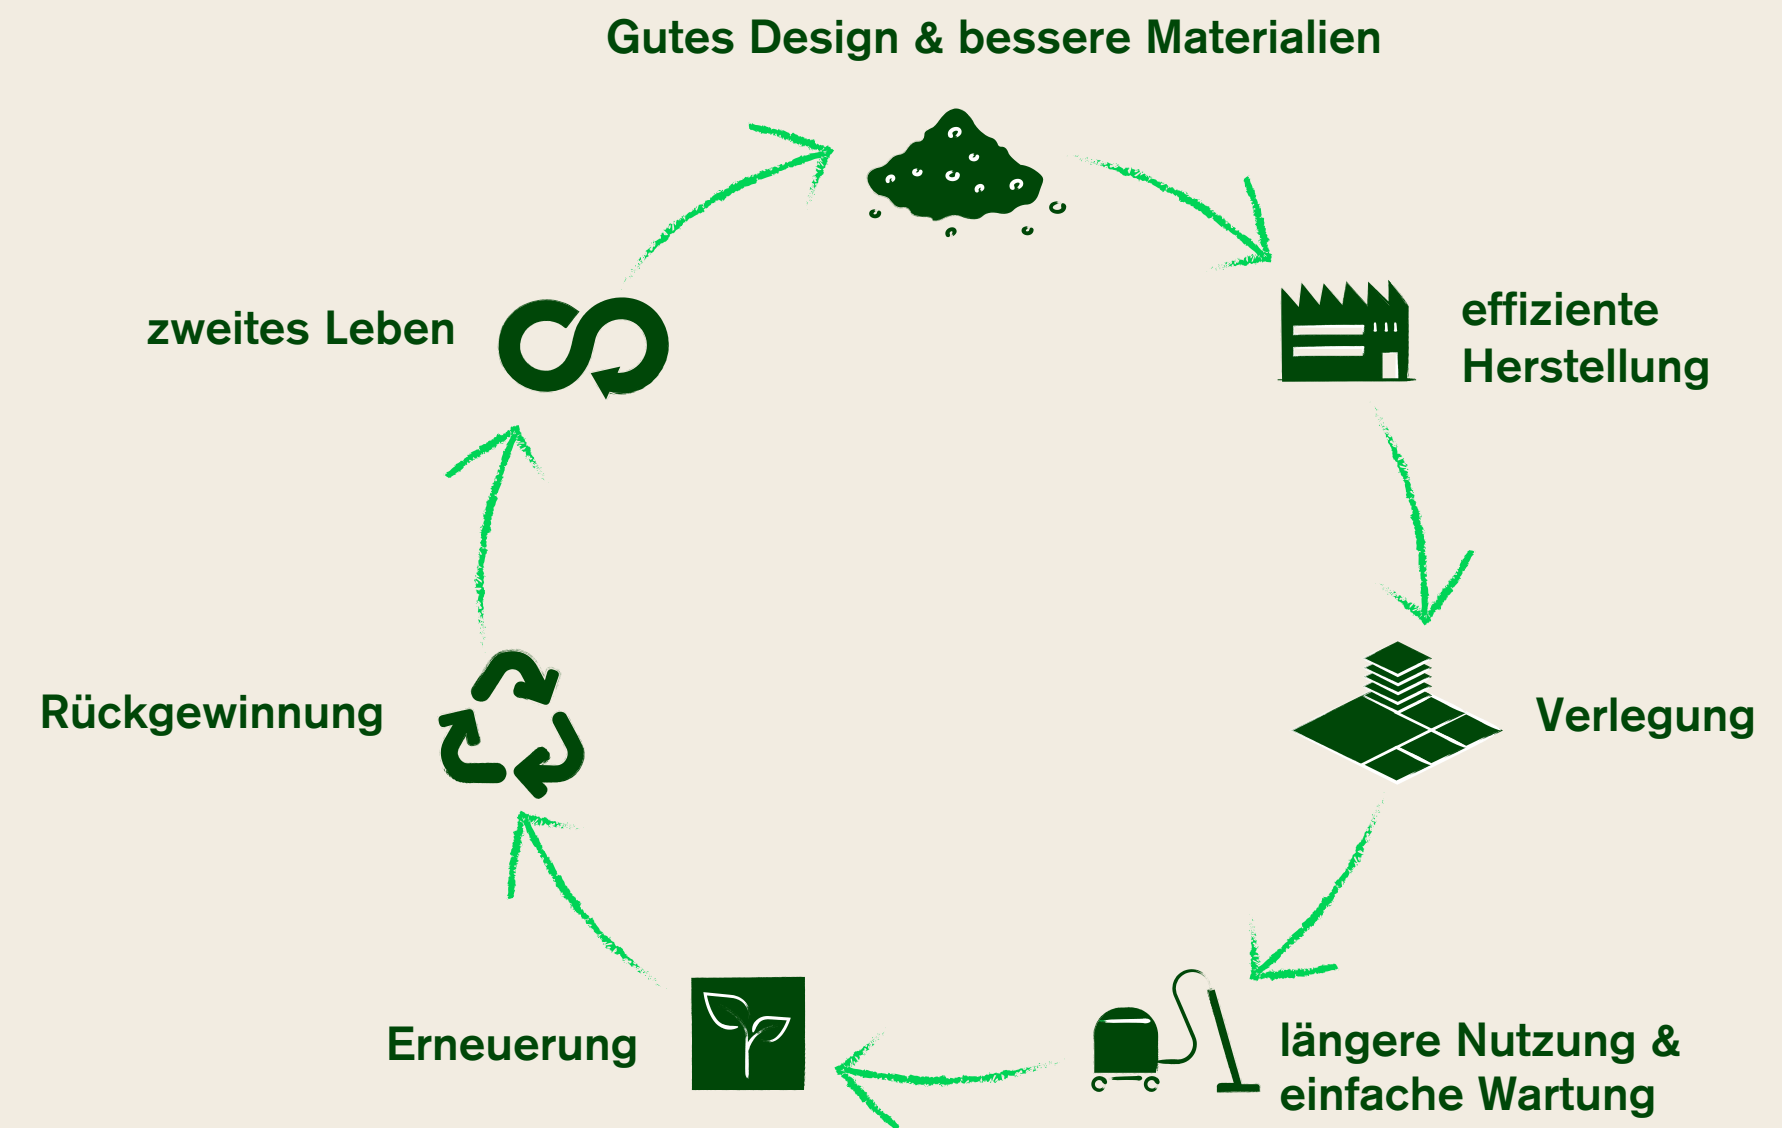 Gutes Design & bessere Materialien
effiziente
Herstellung
Verlegung
längere Nutzung &
einfache Wartung
Erneuerung
Rückgewinnung
zweites Leben